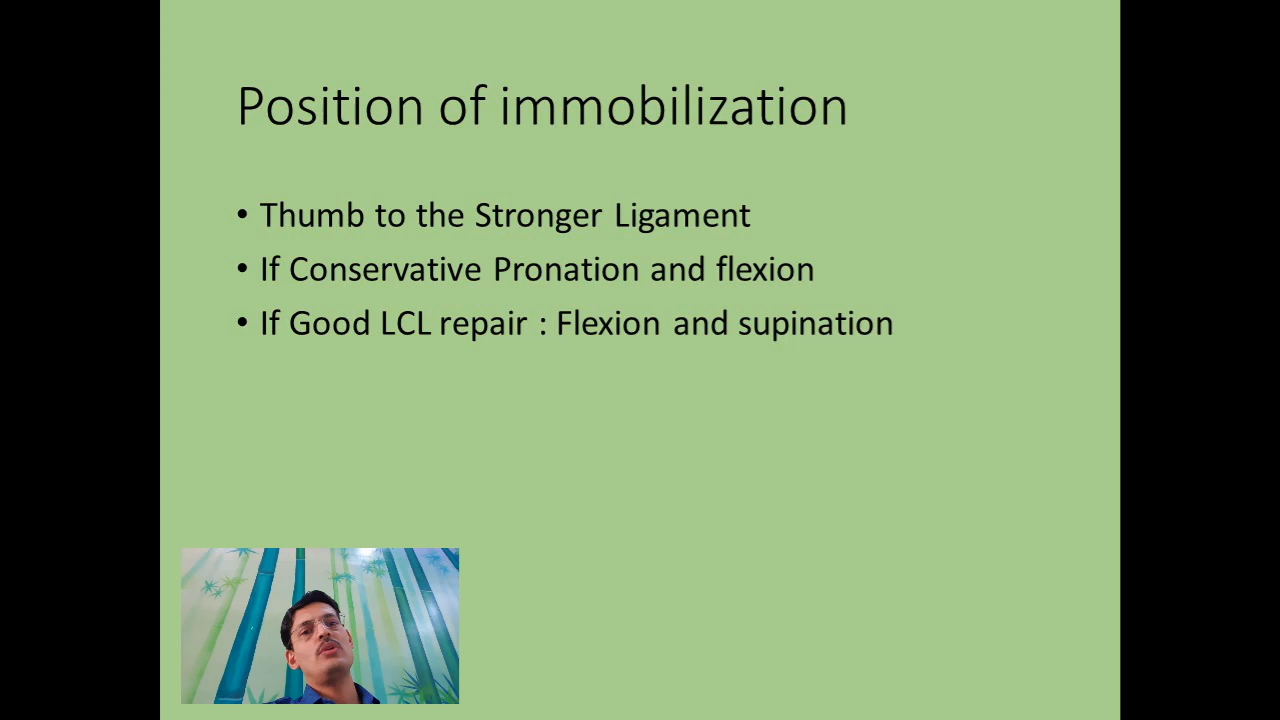 Position of immobilization
• Thumb to the Stronger Ligament
• If Conservative Pronation and flexion
• If Good LCL repair : Flexion and supination